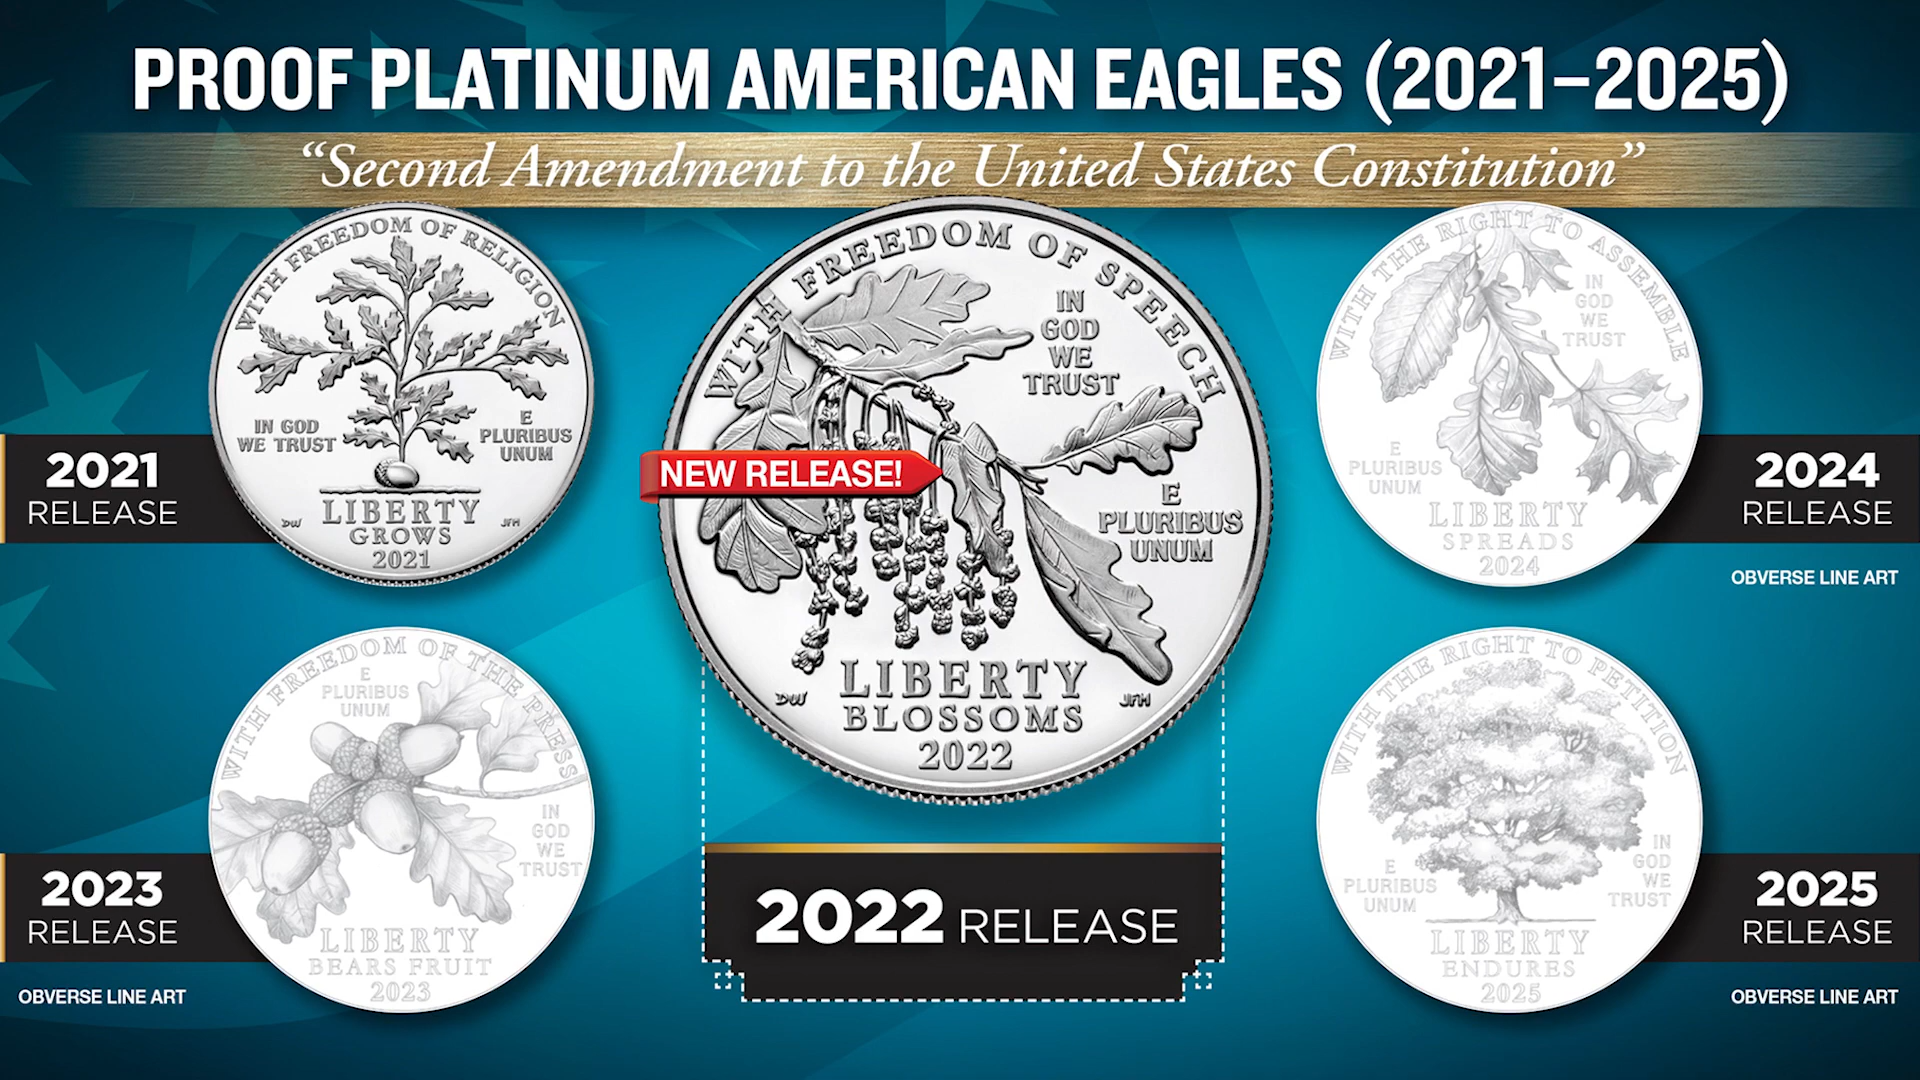 PROOF PLATINUM AMERICAN EAGLES (2021–2025)
“Second Amendment to the United States Constitution”
WITH FREEDOM OF RELIGION
IN GOD
WE TRUST
E
PLURIBUS
UNUM
DW
LIBERTY
JFM
GROWS
2021
2021
RELEASE
WITH FREEDOM OF SPEECH
IN
GOD
WE
TRUST
NEW RELEASE!
E
PLURIBUS
UNUM
DW
LIBERTY
JFM
BLOSSOMS
2022
2022 RELEASE
WITH THE RIGHT TO ASSEMBLE
IN
GOD
WE
TRUST
E
PLURIBUS
UNUM
LIBERTY
SPREADS
2024
2024
RELEASE
OBVERSE LINE ART
WITH FREEDOM OF THE PRESS
E
PLURIBUS
UNUM
IN
GOD
WE
TRUST
LIBERTY
BEARS FRUIT
2023
2023
RELEASE
OBVERSE LINE ART
WITH THE RIGHT TO PETITION
IN
GOD
WE
TRUST
E
PLURIBUS
UNUM
LIBERTY
ENDURES
2025
2025
RELEASE
OBVERSE LINE ART